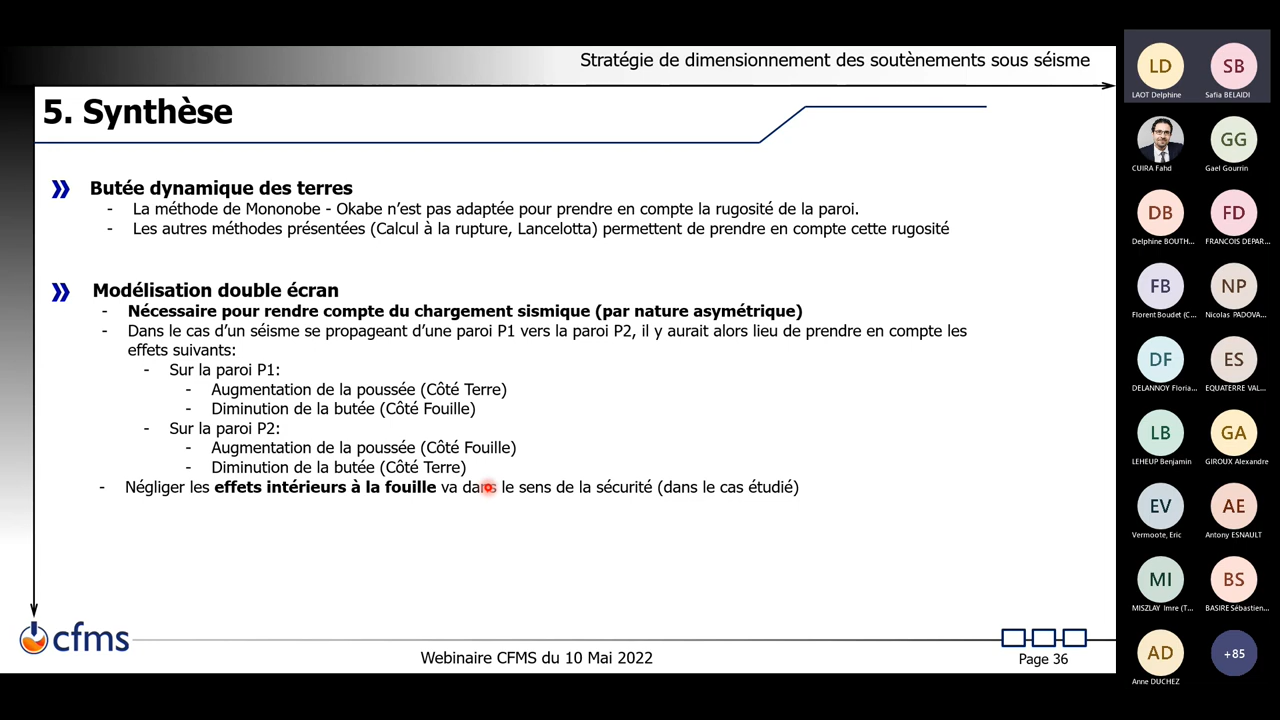 Stratégie de dimensionnement des soutènements sous séisme
5. Synthèse
Butée dynamique des terres
- La méthode de Mononobe - Okabe n'est pas adaptée pour prendre en compte la rugosité de la paroi.
- Les autres méthodes présentées (Calcul à la rupture, Lancelotta) permettent de prendre en compte cette rugosité
Modélisation double écran
- Nécessaire pour rendre compte du chargement sismique (par nature asymétrique)
- Dans le cas d'un séisme se propageant d'une paroi P1 vers la paroi P2, il y aurait alors lieu de prendre en compte les
effets suivants:
- Sur la paroi P1:
- Augmentation de la poussée (Côté Terre)
- Diminution de la butée (Côté Fouille)
- Sur la paroi P2:
- Augmentation de la poussée (Côté Fouille)
- Diminution de la butée (Côté Terre)
- Négliger les effets intérieurs à la fouille va dans le sens de la sécurité (dans le cas étudié)
cfms
Webinaire CFMS du 10 Mai 2022
Page 36
LD
SB
LAOT Delphine
Safia BELAIDI
GG
CUIRA Fahd
Gael Gourrin
DB
FD
Delphine BOUTH...
FRANCOIS DEPAR...
FB
NP
Florent Boudet (C...
Nicolas PADOVA...
DF
ES
DELANNOY Floria...
EQUATERRE VAL...
LB
GA
LEHEUP Benjamin
GIROUX Alexandre
EV
AE
Vermoote, Eric
Antony ESNAULT
MI
BS
MISZLAY Imre (T...
BASIRE Sébastien...
AD
+85
Anne DUCHEZ